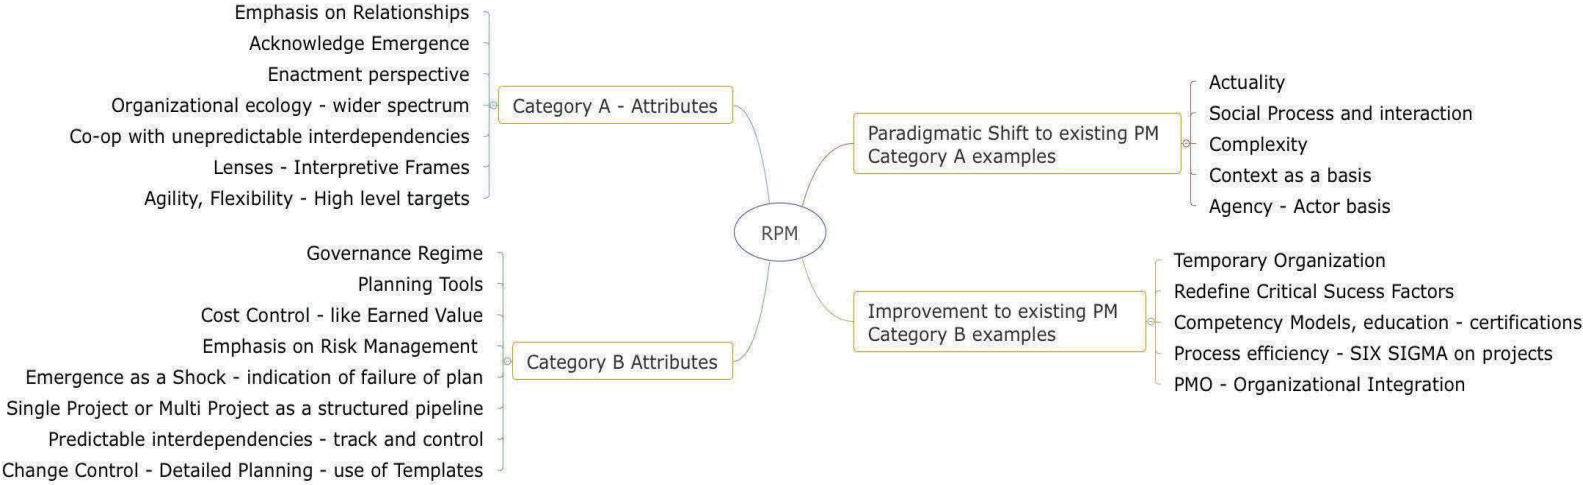 Emphasis on Relationships
Acknowledge Emergence
Enactment perspective
Organizational ecology - wider spectrum
Co-op with unepredictable interdependencies
Lenses - Interpretive Frames
Agility, Flexibility - High level targets
Category A - Attributes
Governance Regime
Planning Tools
Cost Control - like Earned Value
Emphasis on Risk Management
Emergence as a Shock - indication of failure of plan
Single Project or Multi Project as a structured pipeline
Predictable interdependencies - track and control
Change Control - Detailed Planning - use of Templates
Category B Attributes
RPM
Paradigmatic Shift to existing PM
Category A examples
Actuality
Social Process and interaction
Complexity
Context as a basis
Agency - Actor basis
Improvement to existing PM
Category B examples
Temporary Organization
Redefine Critical Sucess Factors
Competency Models, education - certifications
Process efficiency - SIX SIGMA on projects
PMO - Organizational Integration